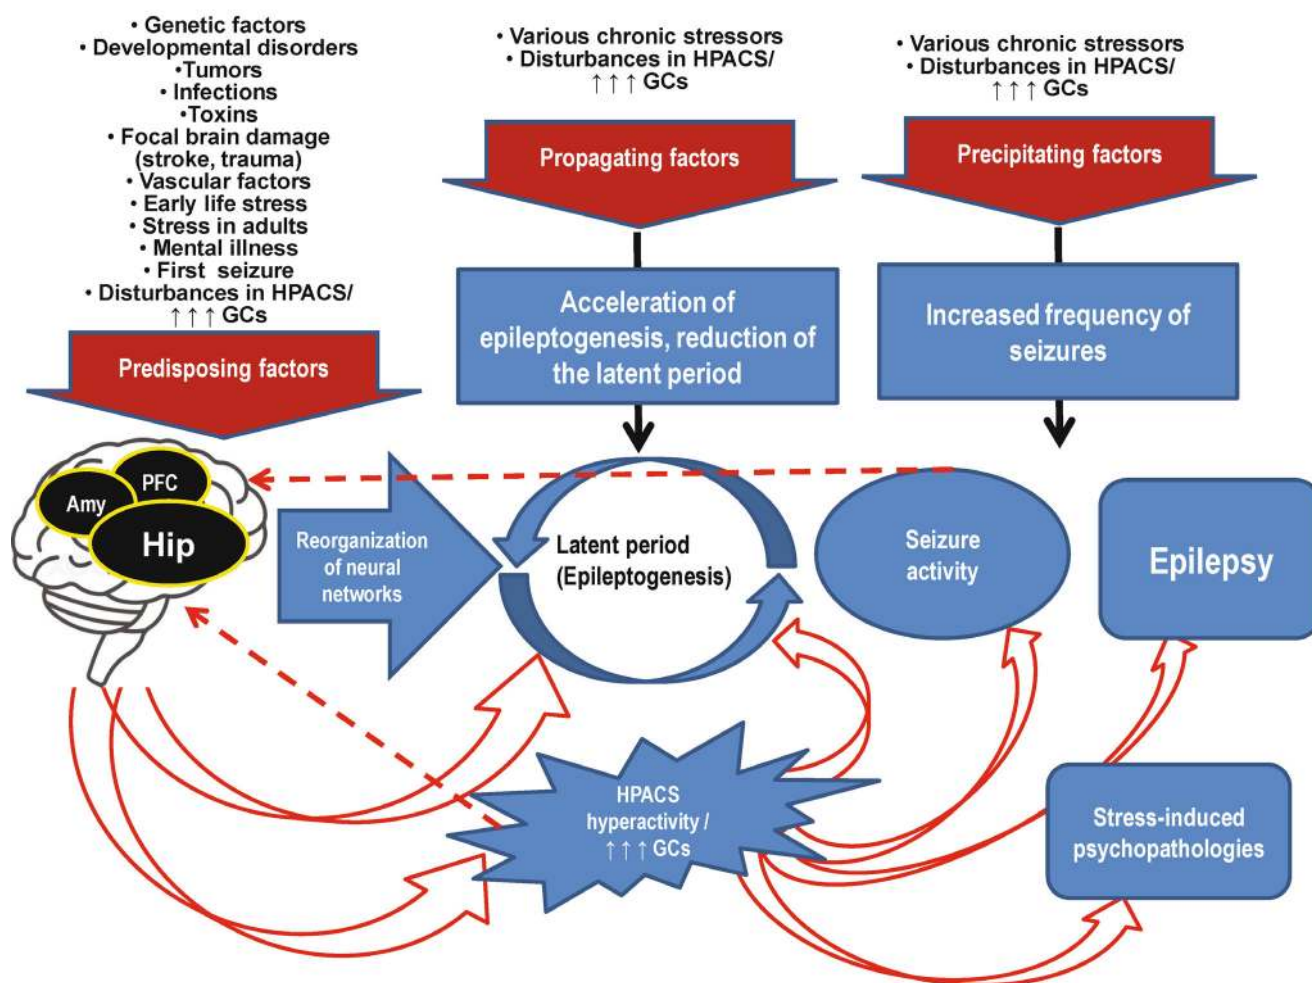 • Genetic factors
• Developmental disorders
•Tumors
• Infections
•Toxins
• Focal brain damage
(stroke, trauma)
• Vascular factors
• Early life stress
• Stress in adults
• Mental illness
• First seizure
• Disturbances in HPACS/
↑ ↑ ↑ GCs
Predisposing factors
• Various chronic stressors
• Disturbances in HPACS/
↑ ↑ ↑ GCs
Propagating factors
Acceleration of
epileptogenesis, reduction of
the latent period
• Various chronic stressors
• Disturbances in HPACS/
↑ ↑ ↑ GCs
Precipitating factors
Increased frequency of
seizures
PFC
Amy
Hip
Reorganization
of neural
networks
Latent period
(Epileptogenesis)
Seizure
activity
Epilepsy
HPACS
hyperactivity /
↑ ↑ ↑ GCs
Stress-induced
psychopathologies